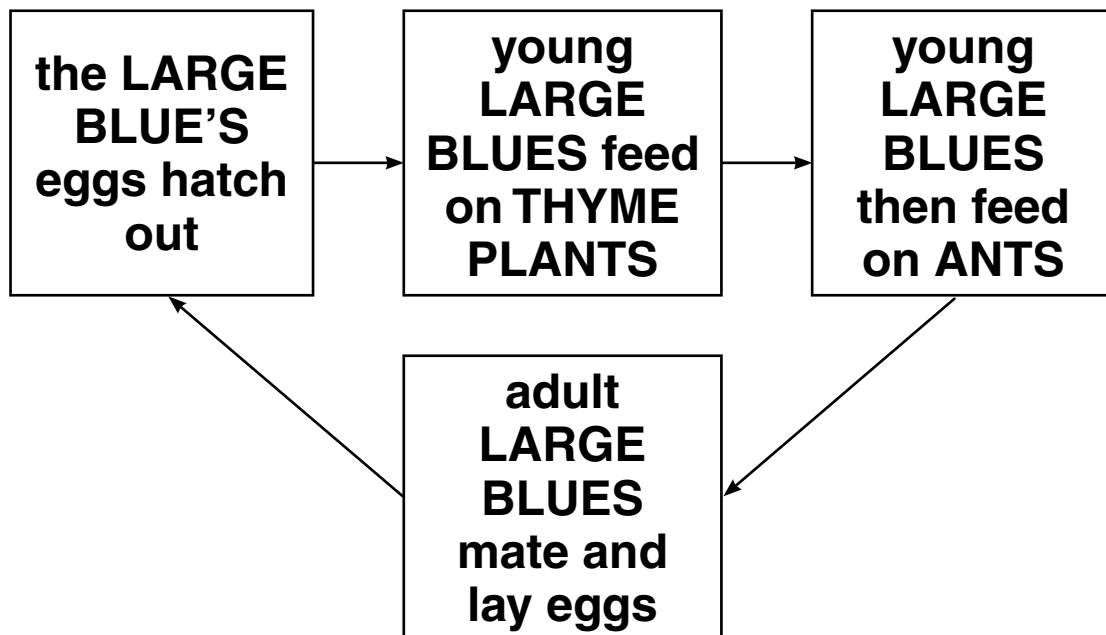 the LARGE
BLUE’S
eggs hatch
out
young
LARGE
BLUES feed
on THYME
PLANTS
young
LARGE
BLUES
then feed
on ANTS
adult
LARGE
BLUES
mate and
lay eggs